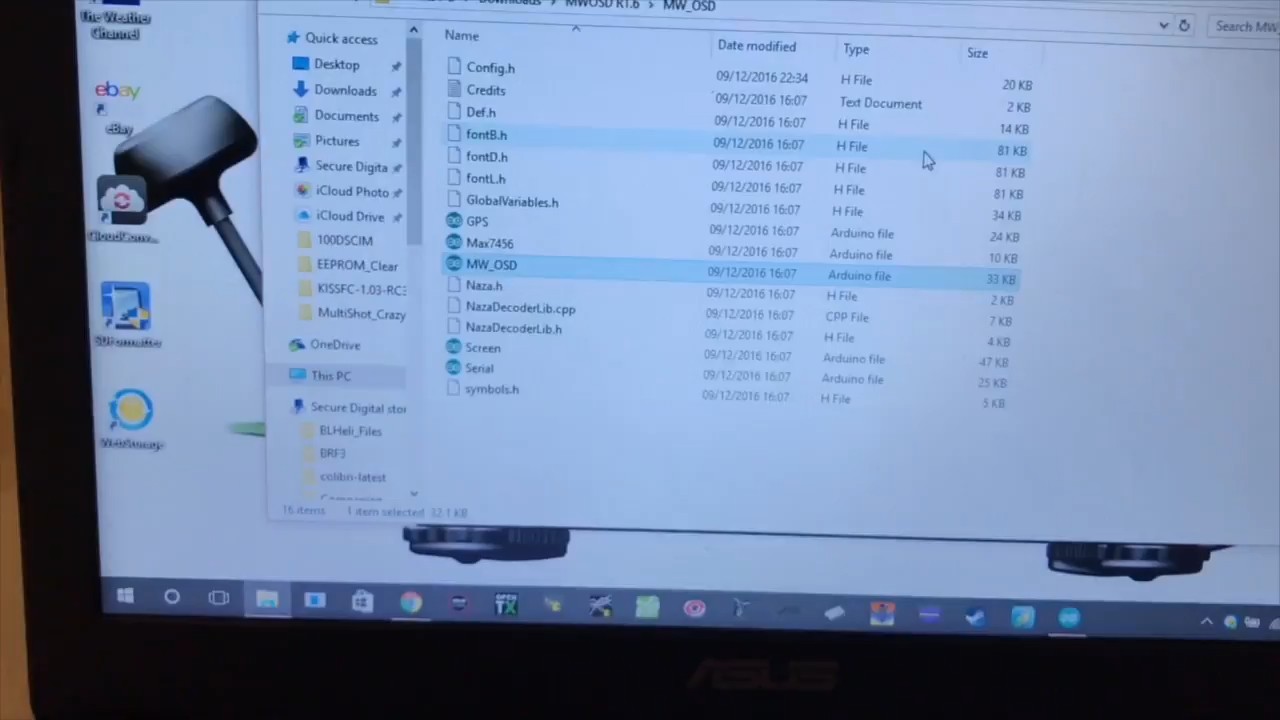 Downloads > MWOSD R1.6 > MW_OSD
Search MW_
The Weather
Channel
ebay
eBay
CloudConv...
SDFormatter
WebStorage
Quick access
Desktop
Downloads
Documents
Pictures
Secure Digita
iCloud Photo
iCloud Drive
100DSCIM
EEPROM_Clear
KISSFC-1.03-RC3
MultiShot_Crazy
OneDrive
This PC
Secure Digital stor
BLHeli_Files
BRF3
colibri-latest
Name Date modified Type Size
Config.h 09/12/2016 22:34 H File 20 KB
Credits 09/12/2016 16:07 Text Document 2 KB
Def.h 09/12/2016 16:07 H File 14 KB
fontB.h 09/12/2016 16:07 H File 81 KB
fontD.h 09/12/2016 16:07 H File 81 KB
fontL.h 09/12/2016 16:07 H File 81 KB
GlobalVariables.h 09/12/2016 16:07 H File 34 KB
GPS 09/12/2016 16:07 Arduino file 24 KB
Max7456 09/12/2016 16:07 Arduino file 10 KB
MW_OSD 09/12/2016 16:07 Arduino file 33 KB
Naza.h 09/12/2016 16:07 H File 2 KB
NazaDecoderLib.cpp 09/12/2016 16:07 CPP File 7 KB
NazaDecoderLib.h 09/12/2016 16:07 H File 4 KB
Screen 09/12/2016 16:07 Arduino file 47 KB
Serial 09/12/2016 16:07 Arduino file 25 KB
symbols.h 09/12/2016 16:07 H File 5 KB
16 items 1 item selected 32.1 KB
OPEN
TX
ASUS